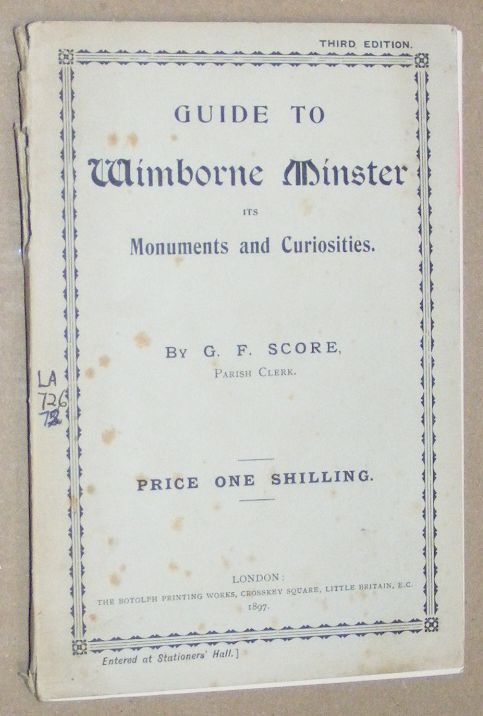 THIRD EDITION.
GUIDE TO
Wimborne Minster
ITS
Monuments and Curiosities.
BY G. F. SCORE,
PARISH CLERK.
LA
726
PRICE ONE SHILLING.
LONDON:
THE BOTOLPH PRINTING WORKS, CROSSKEY SQUARE, LITTLE BRITAIN, E.C.
1897.
Entered at Stationers' Hall.]